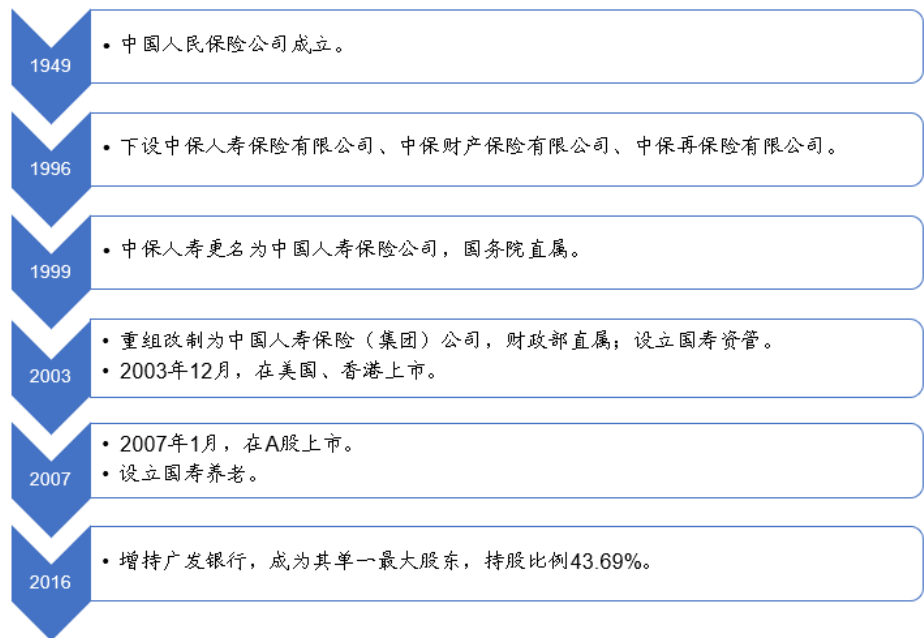 1949
• 中国人民保险公司成立。
1996
• 下设中保人寿保险有限公司、中保财产保险有限公司、中保再保险有限公司。
1999
• 中保人寿更名为中国人寿保险公司，国务院直属。
2003
• 重组改制为中国人寿保险（集团）公司，财政部直属；设立国寿资管。
• 2003年12月，在美国、香港上市。
2007
• 2007年1月，在A股上市。
• 设立国寿养老。
2016
• 增持广发银行，成为其单一最大股东，持股比例43.69%。